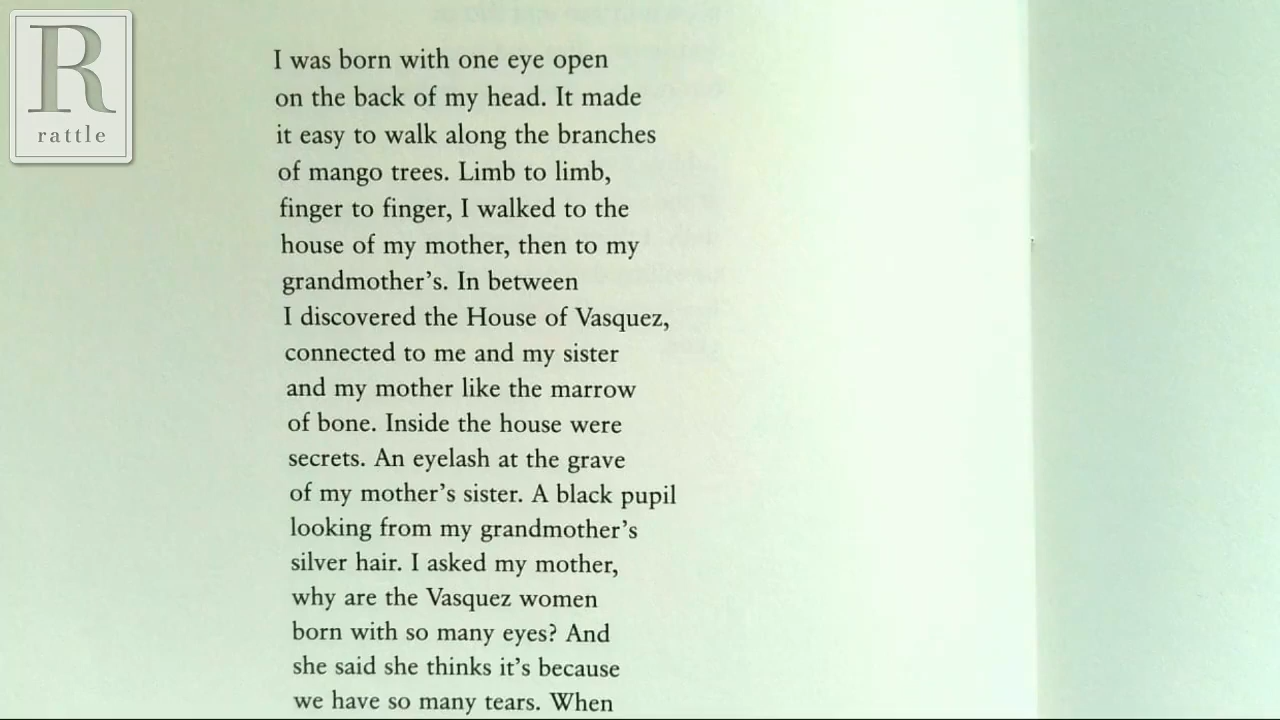 R
rattle
I was born with one eye open
on the back of my head. It made
it easy to walk along the branches
of mango trees. Limb to limb,
finger to finger, I walked to the
house of my mother, then to my
grandmother’s. In between
I discovered the House of Vasquez,
connected to me and my sister
and my mother like the marrow
of bone. Inside the house were
secrets. An eyelash at the grave
of my mother’s sister. A black pupil
looking from my grandmother’s
silver hair. I asked my mother,
why are the Vasquez women
born with so many eyes? And
she said she thinks it’s because
we have so many tears. When